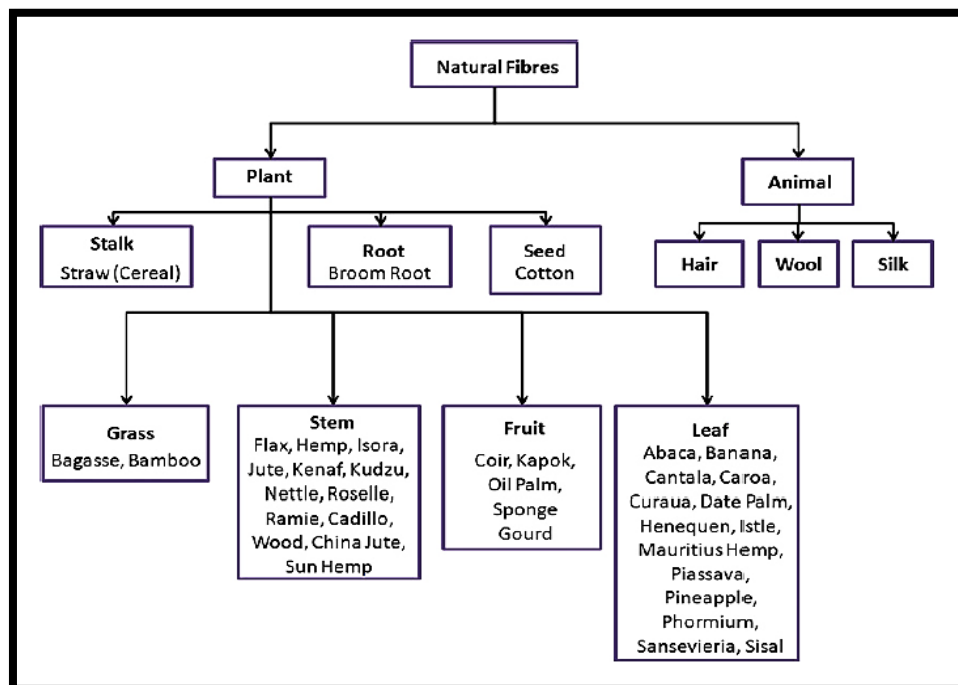 Natural Fibres
Plant
Animal
Stalk
Straw (Cereal)
Root
Broom Root
Seed
Cotton
Hair
Wool
Silk
Grass
Bagasse, Bamboo
Stem
Flax, Hemp, Isora,
Jute, Kenaf, Kudzu,
Nettle, Roselle,
Ramie, Cadillo,
Wood, China Jute,
Sun Hemp
Fruit
Coir, Kapok,
Oil Palm,
Sponge
Gourd
Leaf
Abaca, Banana,
Cantala, Caroa,
Curaua, Date Palm,
Henequen, Istle,
Mauritius Hemp,
Piassava,
Pineapple,
Phormium,
Sansevieria, Sisal